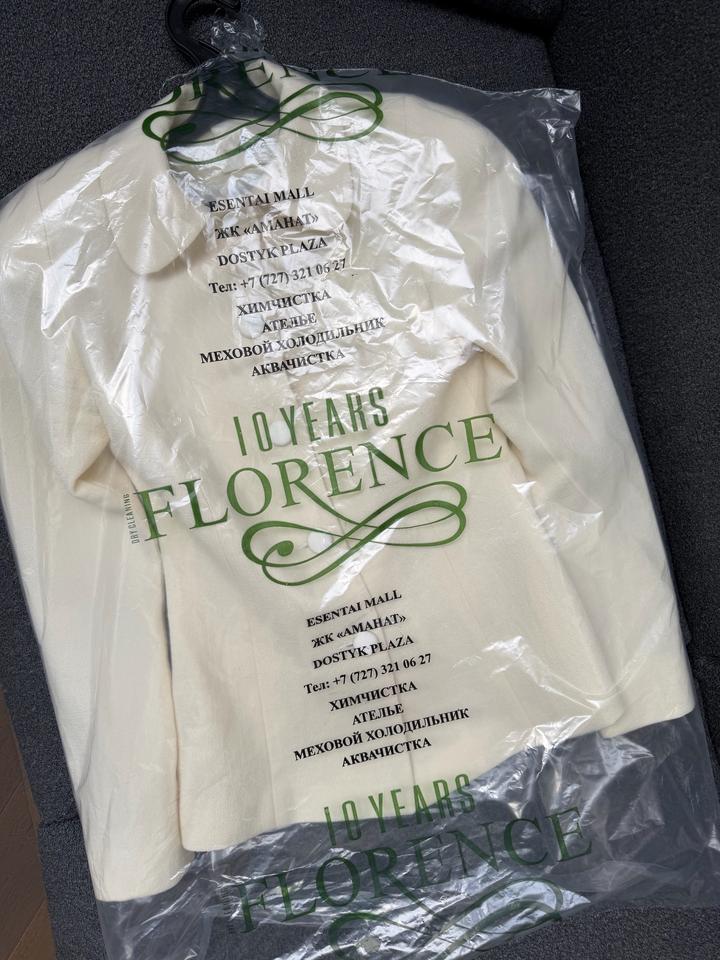 FLORENCE
ESENTAI MALL
ЖК «АМАНАТ»
DOSTYK PLAZA
Тел: +7 (727) 321 06 27
ХИМЧИСТКА
АТЕЛЬЕ
МЕХОВОЙ ХОЛОДИЛЬНИК
АКВАЧИСТКА
10 YEARS
DRY CLEANING
FLORENCE
ESENTAI MALL
ЖК «АМАНАТ»
DOSTYK PLAZA
Тел: +7 (727) 321 06 27
ХИМЧИСТКА
АТЕЛЬЕ
МЕХОВОЙ ХОЛОДИЛЬНИК
АКВАЧИСТКА
10 YEARS
FLORENCE